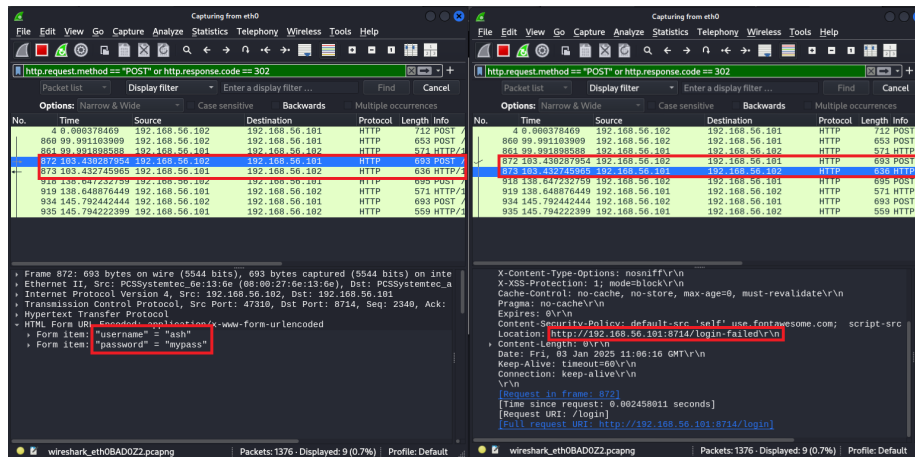 Capturing from eth0
File Edit View Go Capture Analyze Statistics Telephony Wireless Tools Help
http.request.method == "POST" or http.response.code == 302
Packet list Display filter Enter a display filter ... Find Cancel
Options: Narrow & Wide Case sensitive Backwards Multiple occurrences
No. Time Source Destination Protocol Length Info
4 0.000378469 192.168.56.102 192.168.56.101 HTTP 712 POST /
860 99.991103909 192.168.56.102 192.168.56.101 HTTP 653 POST /
861 99.991898588 192.168.56.101 192.168.56.102 HTTP 571 HTTP/1
872 103.430287954 192.168.56.102 192.168.56.101 HTTP 693 POST /
873 103.432745965 192.168.56.101 192.168.56.102 HTTP 636 HTTP/1
918 138.647232759 192.168.56.102 192.168.56.101 HTTP 695 POST /
919 138.648876449 192.168.56.101 192.168.56.102 HTTP 571 HTTP/1
934 145.792442444 192.168.56.102 192.168.56.101 HTTP 693 POST /
935 145.794222399 192.168.56.101 192.168.56.102 HTTP 559 HTTP/1
Frame 872: 693 bytes on wire (5544 bits), 693 bytes captured (5544 bits) on inte
Ethernet II, Src: PCSSystemtec_6e:13:6e (08:00:27:6e:13:6e), Dst: PCSSystemtec_a
Internet Protocol Version 4, Src: 192.168.56.102, Dst: 192.168.56.101
Transmission Control Protocol, Src Port: 47310, Dst Port: 8714, Seq: 2340, Ack:
Hypertext Transfer Protocol
HTML Form URL Encoded: application/x-www-form-urlencoded
Form item: "username" = "ash"
Form item: "password" = "mypass"
wireshark_eth0BAD0Z2.pcapng Packets: 1376 · Displayed: 9 (0.7%) Profile: Default
Capturing from eth0
File Edit View Go Capture Analyze Statistics Telephony Wireless Tools Help
http.request.method == "POST" or http.response.code == 302
Packet list Display filter Enter a display filter ... Find Cancel
Options: Narrow & Wide Case sensitive Backwards Multiple occurrences
No. Time Source Destination Protocol Length Info
4 0.000378469 192.168.56.102 192.168.56.101 HTTP 712 POST
860 99.991103909 192.168.56.102 192.168.56.101 HTTP 653 POST
861 99.991898588 192.168.56.101 192.168.56.102 HTTP 571 HTTP
872 103.430287954 192.168.56.102 192.168.56.101 HTTP 693 POST
873 103.432745965 192.168.56.101 192.168.56.102 HTTP 636 HTTP
918 138.647232759 192.168.56.102 192.168.56.101 HTTP 695 POST
919 138.648876449 192.168.56.101 192.168.56.102 HTTP 571 HTTP
934 145.792442444 192.168.56.102 192.168.56.101 HTTP 693 POST
935 145.794222399 192.168.56.101 192.168.56.102 HTTP 559 HTTP
X-Content-Type-Options: nosniff\r\n
X-XSS-Protection: 1; mode=block\r\n
Cache-Control: no-cache, no-store, max-age=0, must-revalidate\r\n
Pragma: no-cache\r\n
Expires: 0\r\n
Content-Security-Policy: default-src 'self' use.fontawesome.com; script-src
Location: http://192.168.56.101:8714/login-failed\r\n
Content-Length: 0\r\n
Date: Fri, 03 Jan 2025 11:06:16 GMT\r\n
Keep-Alive: timeout=60\r\n
Connection: keep-alive\r\n
\r\n
[Request in frame: 872]
[Time since request: 0.002458011 seconds]
[Request URI: /login]
[Full request URI: http://192.168.56.101:8714/login]
wireshark_eth0BAD0Z2.pcapng Packets: 1376 · Displayed: 9 (0.7%) Profile: Default